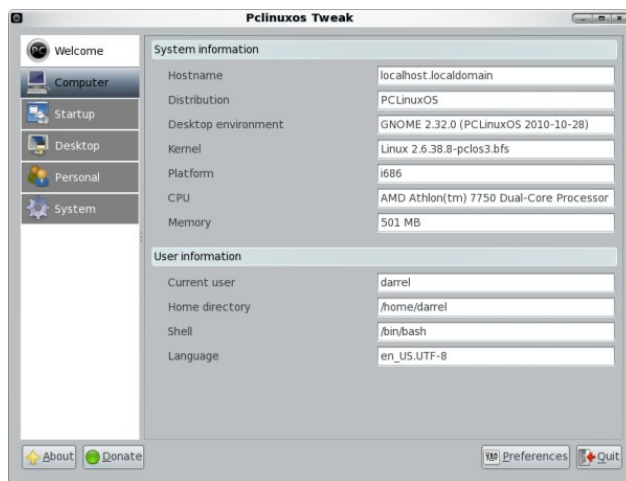 Pclinuxos Tweak
Welcome
Computer
Startup
Desktop
Personal
System
System information
Hostname localhost.localdomain
Distribution PCLinuxOS
Desktop environment GNOME 2.32.0 (PCLinuxOS 2010-10-28)
Kernel Linux 2.6.38.8-pclos3.bfs
Platform i686
CPU AMD Athlon(tm) 7750 Dual-Core Processor
Memory 501 MB
User information
Current user darrel
Home directory /home/darrel
Shell /bin/bash
Language en_US.UTF-8
About Donate Preferences Quit